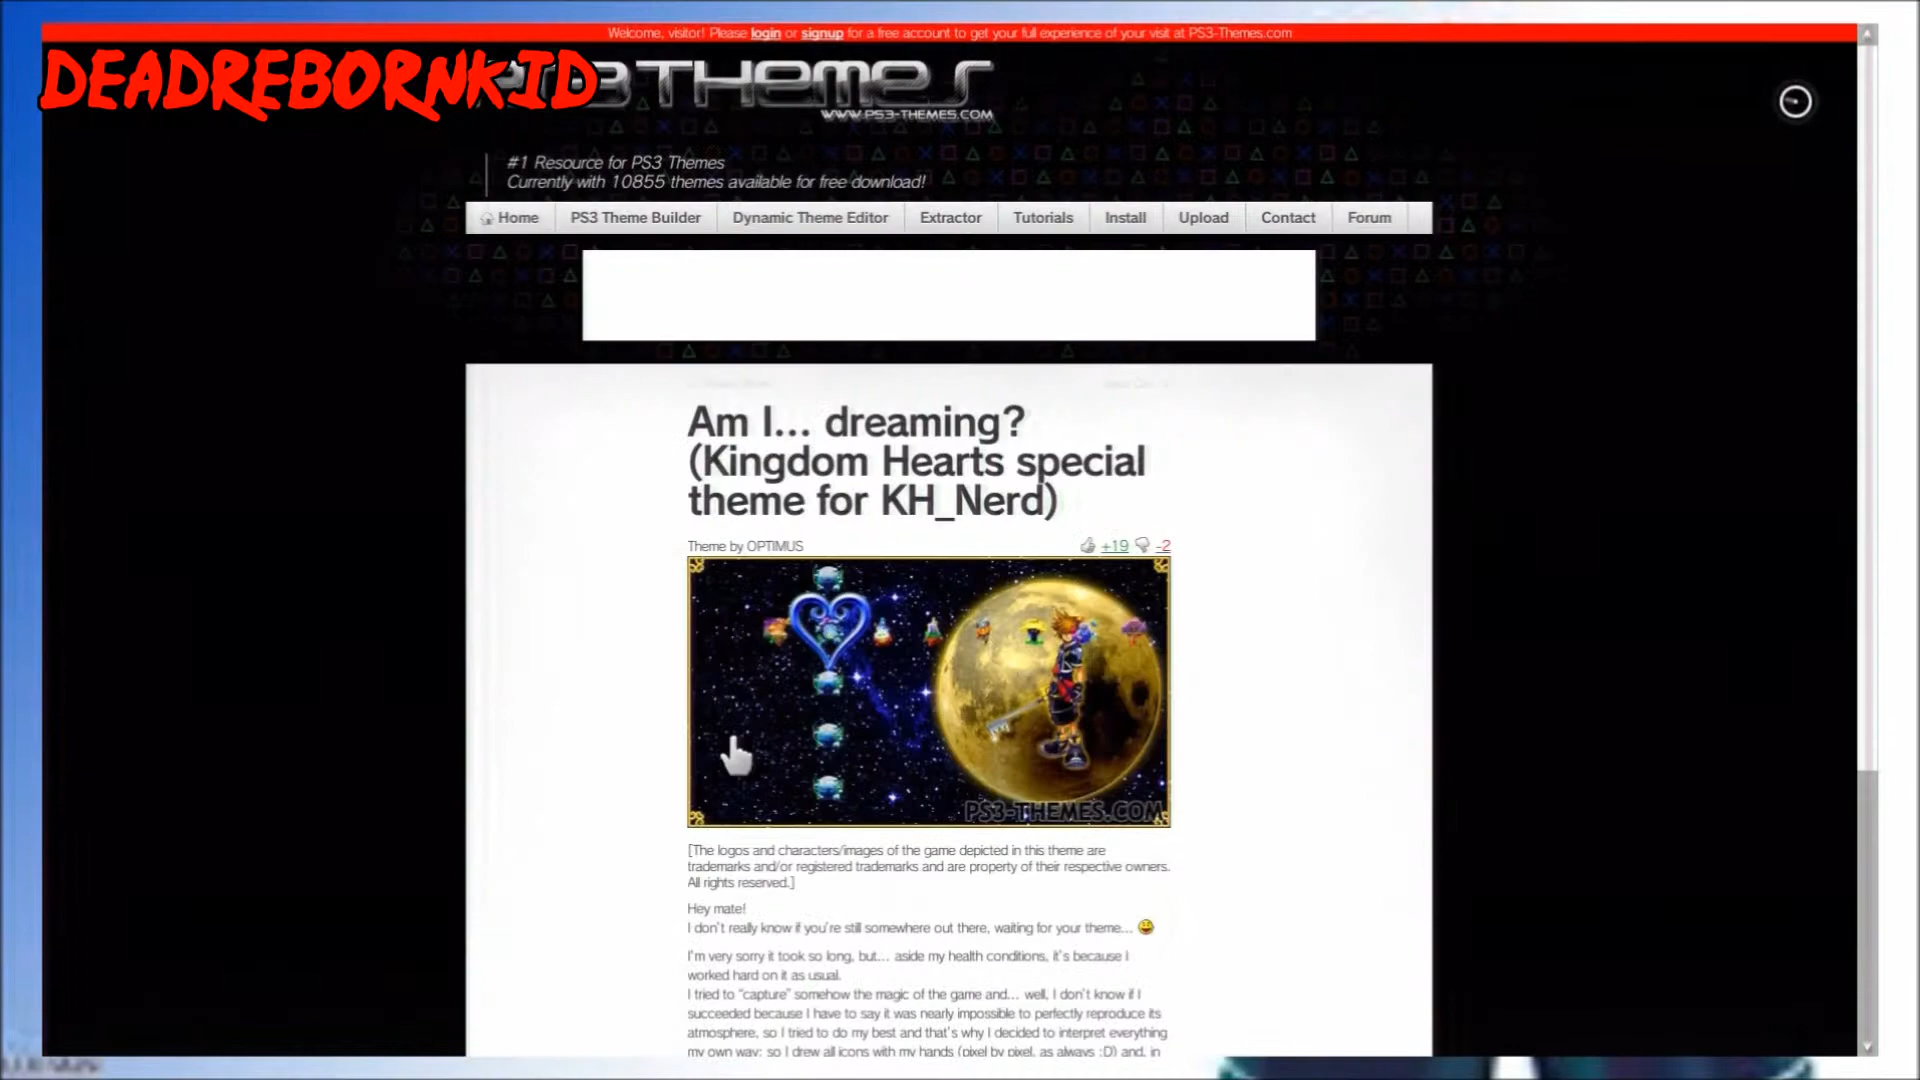 Welcome, visitor! Please login or signup for a free account to get your full experience of your visit at PS3-Themes.com
DEADREBORNKID
PS3 THEMES
WWW.PS3-THEMES.COM
#1 Resource for PS3 Themes
Currently with 10855 themes available for free download!
Home PS3 Theme Builder Dynamic Theme Editor Extractor Tutorials Install Upload Contact Forum
Am I... dreaming?
(Kingdom Hearts special
theme for KH_Nerd)
Theme by OPTIMUS +19 -2
PS3-THEMES.COM
[The logos and characters/images of the game depicted in this theme are
trademarks and/or registered trademarks and are property of their respective owners.
All rights reserved.]
Hey mate!
I don't really know if you're still somewhere out there, waiting for your theme...
I'm very sorry it took so long, but... aside my health conditions, it's because I
worked hard on it as usual.
I tried to "capture" somehow the magic of the game and... well, I don't know if I
succeeded because I have to say it was nearly impossible to perfectly reproduce its
atmosphere, so I tried to do my best and that's why I decided to interpret everything
my own way: so I drew all icons with my hands (pixel by pixel, as always :D) and, in